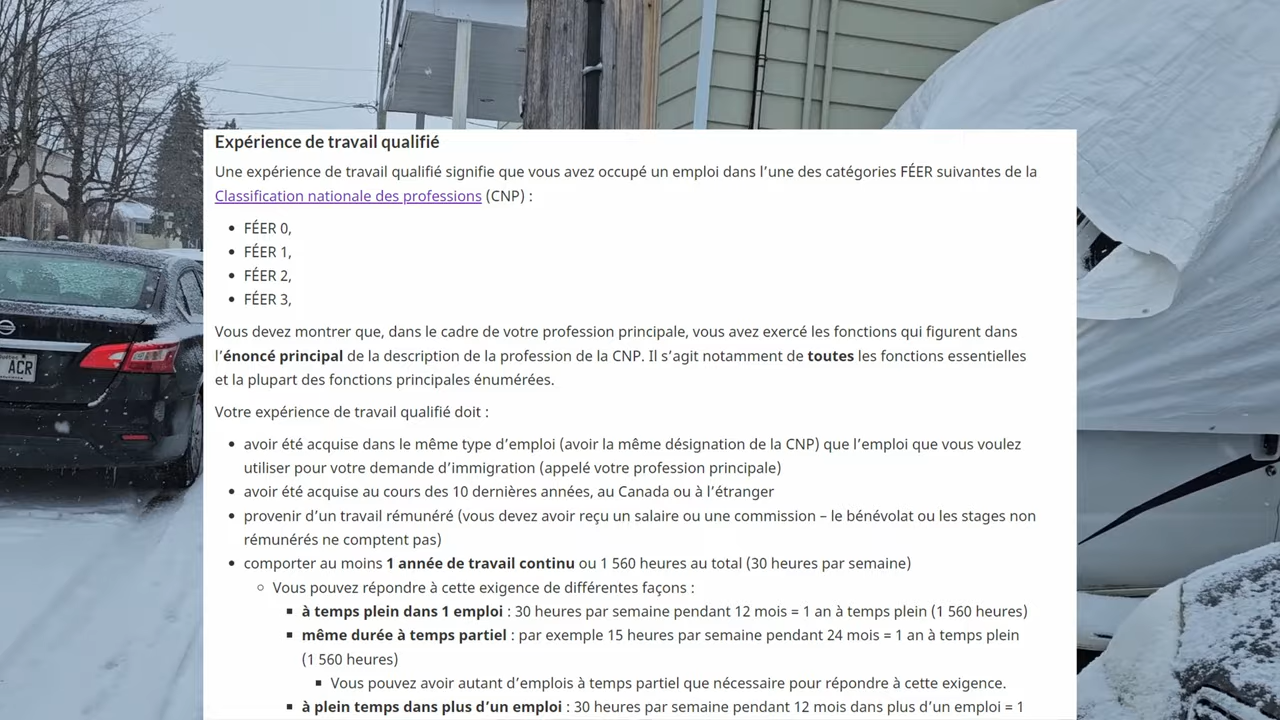 Expérience de travail qualifié
Une expérience de travail qualifié signifie que vous avez occupé un emploi dans l’une des catégories FÉER suivantes de la
Classification nationale des professions (CNP) :
• FÉER 0,
• FÉER 1,
• FÉER 2,
• FÉER 3,
Vous devez montrer que, dans le cadre de votre profession principale, vous avez exercé les fonctions qui figurent dans
l’énoncé principal de la description de la profession de la CNP. Il s’agit notamment de toutes les fonctions essentielles
et la plupart des fonctions principales énumérées.
Votre expérience de travail qualifié doit :
• avoir été acquise dans le même type d’emploi (avoir la même désignation de la CNP) que l’emploi que vous voulez
utiliser pour votre demande d’immigration (appelé votre profession principale)
• avoir été acquise au cours des 10 dernières années, au Canada ou à l’étranger
• provenir d’un travail rémunéré (vous devez avoir reçu un salaire ou une commission – le bénévolat ou les stages non
rémunérés ne comptent pas)
• comporter au moins 1 année de travail continu ou 1 560 heures au total (30 heures par semaine)
◦ Vous pouvez répondre à cette exigence de différentes façons :
▪ à temps plein dans 1 emploi : 30 heures par semaine pendant 12 mois = 1 an à temps plein (1 560 heures)
▪ même durée à temps partiel : par exemple 15 heures par semaine pendant 24 mois = 1 an à temps plein
(1 560 heures)
▪ Vous pouvez avoir autant d’emplois à temps partiel que nécessaire pour répondre à cette exigence.
▪ à plein temps dans plus d’un emploi : 30 heures par semaine pendant 12 mois dans plus d’un emploi = 1
ACR